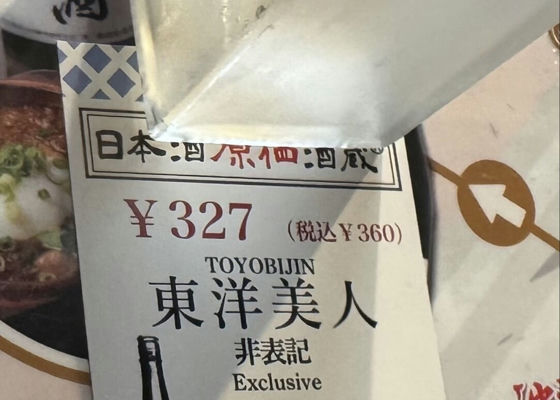 日本酒原価酒蔵
¥327 (税込¥360)
TOYOBIJIN
東洋美人
非表記
Exclusive